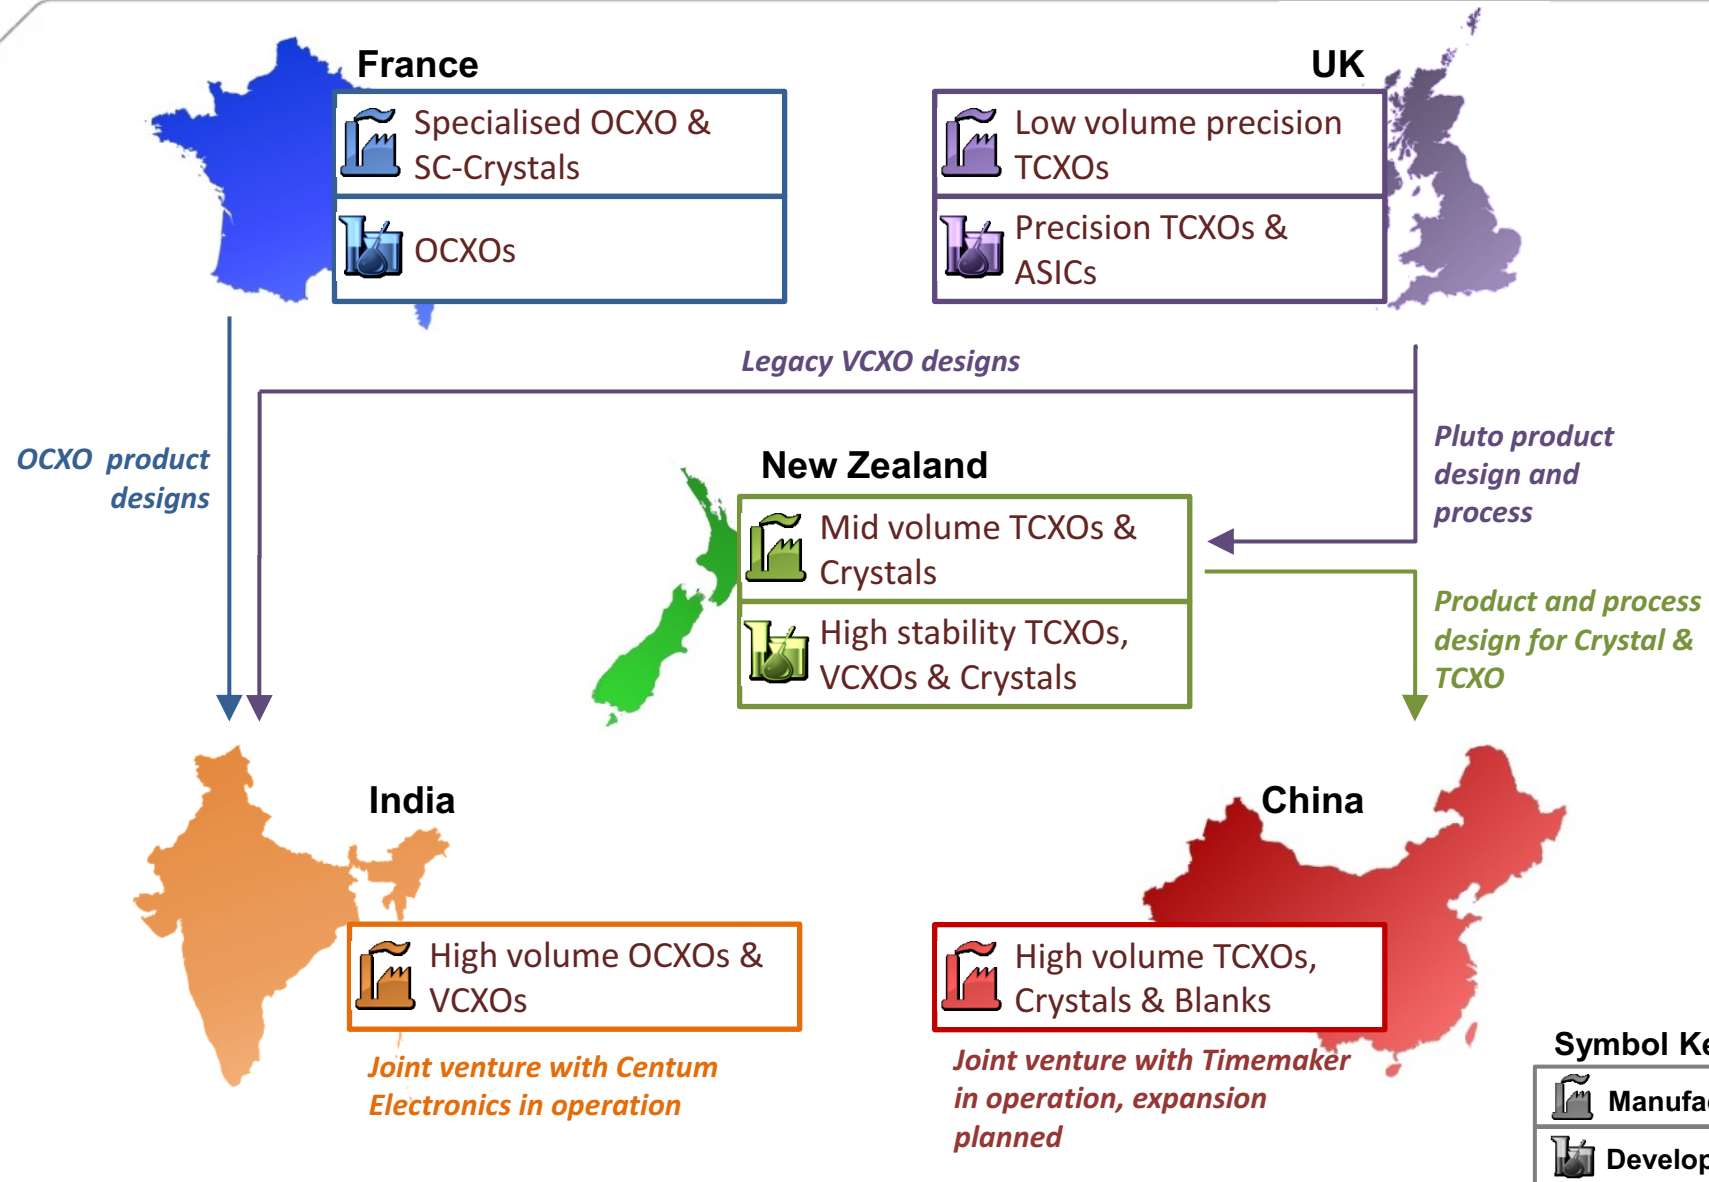 France
Specialised OCXO &
SC-Crystals
OCXOs
UK
Low volume precision
TCXOs
Precision TCXOs &
ASICs
Legacy VCXO designs
OCXO product
designs
Pluto product
design and
process
New Zealand
Mid volume TCXOs &
Crystals
High stability TCXOs,
VCXOs & Crystals
Product and process
design for Crystal &
TCXO
India
High volume OCXOs &
VCXOs
Joint venture with Centum
Electronics in operation
China
High volume TCXOs,
Crystals & Blanks
Joint venture with Timemaker
in operation, expansion
planned
Symbol Ke
Manufa
Develop